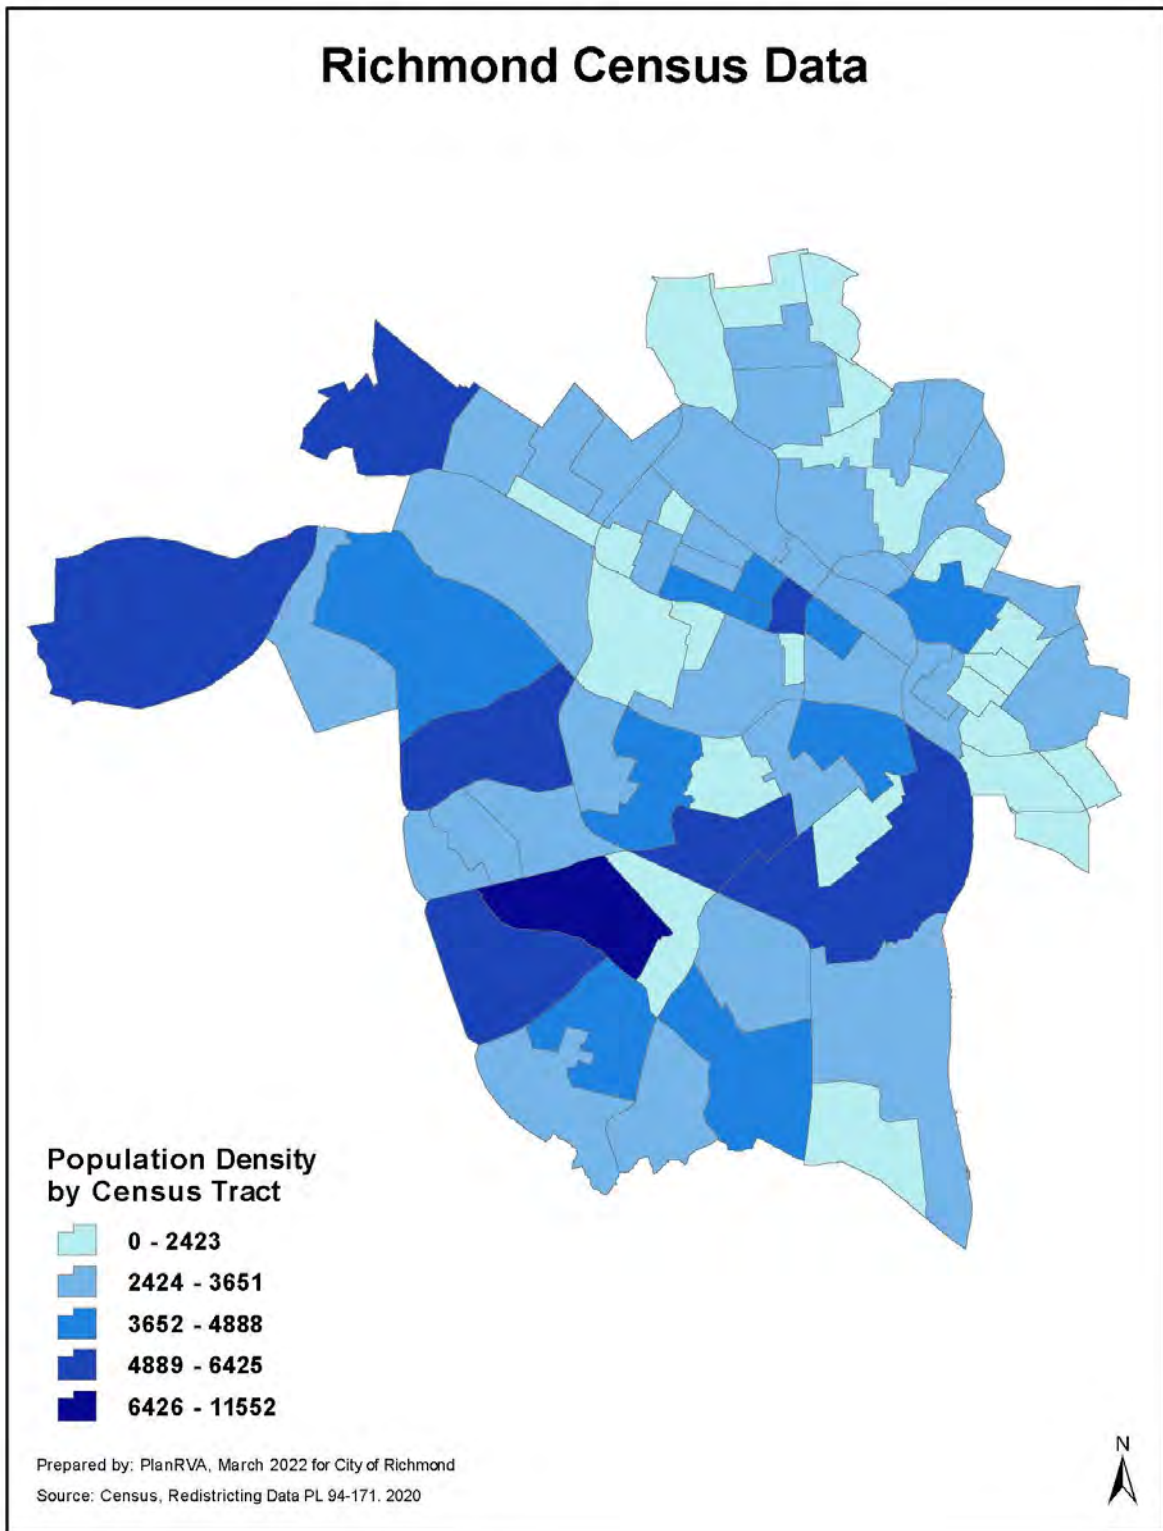 Richmond Census Data
Population Density
by Census Tract
0 - 2423
2424 - 3651
3652 - 4888
4889 - 6425
6426 - 11552
Prepared by: PlanRVA, March 2022 for City of Richmond
Source: Census, Redistricting Data PL 94-171. 2020
N